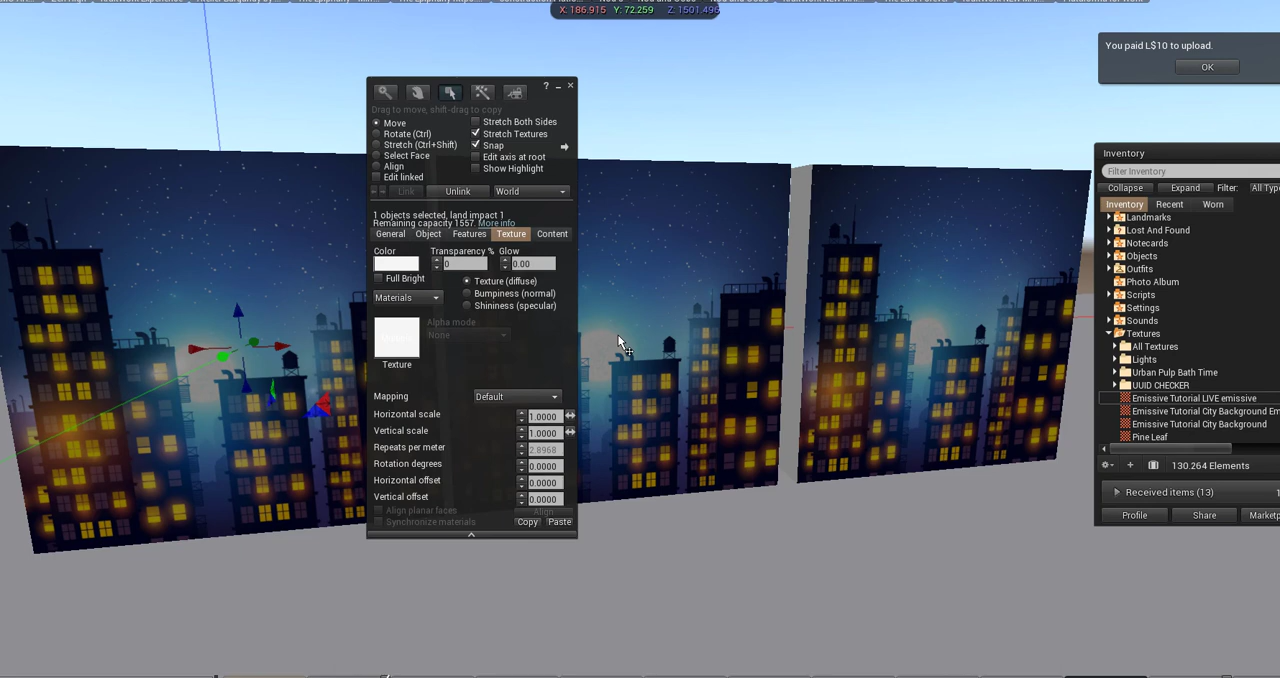 X: 186.915 Y: 72.259 Z: 1501.496
You paid L$10 to upload.
OK
?
Drag to move, shift-drag to copy
Move
Rotate (Ctrl)
Stretch (Ctrl+Shift)
Select Face
Align
Edit linked
Stretch Both Sides
Stretch Textures
Snap
Edit axis at root
Show Highlight
Link Unlink World
1 objects selected, land impact 1
Remaining capacity 1557. More info
General Object Features Texture Content
Color Transparency % Glow
0 0.00
Full Bright
Texture (diffuse)
Bumpiness (normal)
Shininess (specular)
Materials
Alpha mode
None
Texture
Mapping Default
Horizontal scale 1.0000
Vertical scale 1.0000
Repeats per meter 2.8968
Rotation degrees 0.0000
Horizontal offset 0.0000
Vertical offset 0.0000
Align planar faces Align
Synchronize materials Copy Paste
Inventory
Filter Inventory
Collapse Expand Filter: All Typ
Inventory Recent Worn
Landmarks
Lost And Found
Notecards
Objects
Outfits
Photo Album
Scripts
Settings
Sounds
Textures
All Textures
Lights
Urban Pulp Bath Time
UUID CHECKER
Emissive Tutorial LIVE emissive
Emissive Tutorial City Background Em
Emissive Tutorial City Background
Pine Leaf
130.264 Elements
Received items (13) 1
Profile Share Marketp